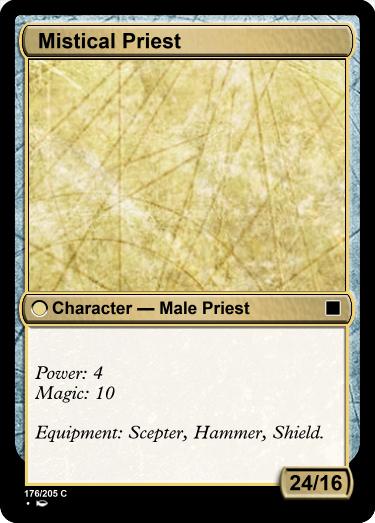 Mistical Priest
Character — Male Priest
Power: 4
Magic: 10
Equipment: Scepter, Hammer, Shield.
24/16
176/205 C